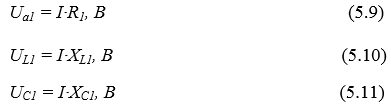 Ua1 = I·R1, В (5.9)
UL1 = I·XL1, В (5.10)
UC1 = I·XC1, В (5.11)